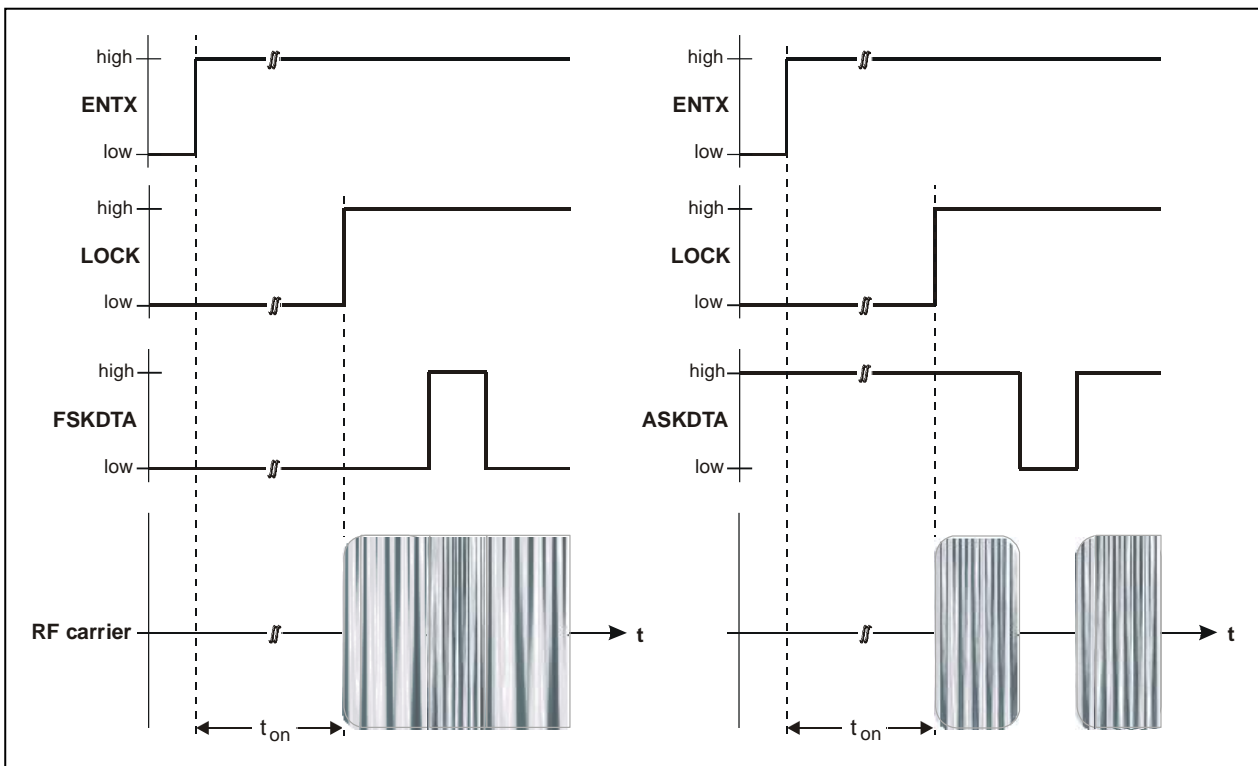 high
ENTX
low
high
LOCK
low
high
FSKDTA
low
RF carrier
t
t on
high
ENTX
low
high
LOCK
low
high
ASKDTA
low
t
t on